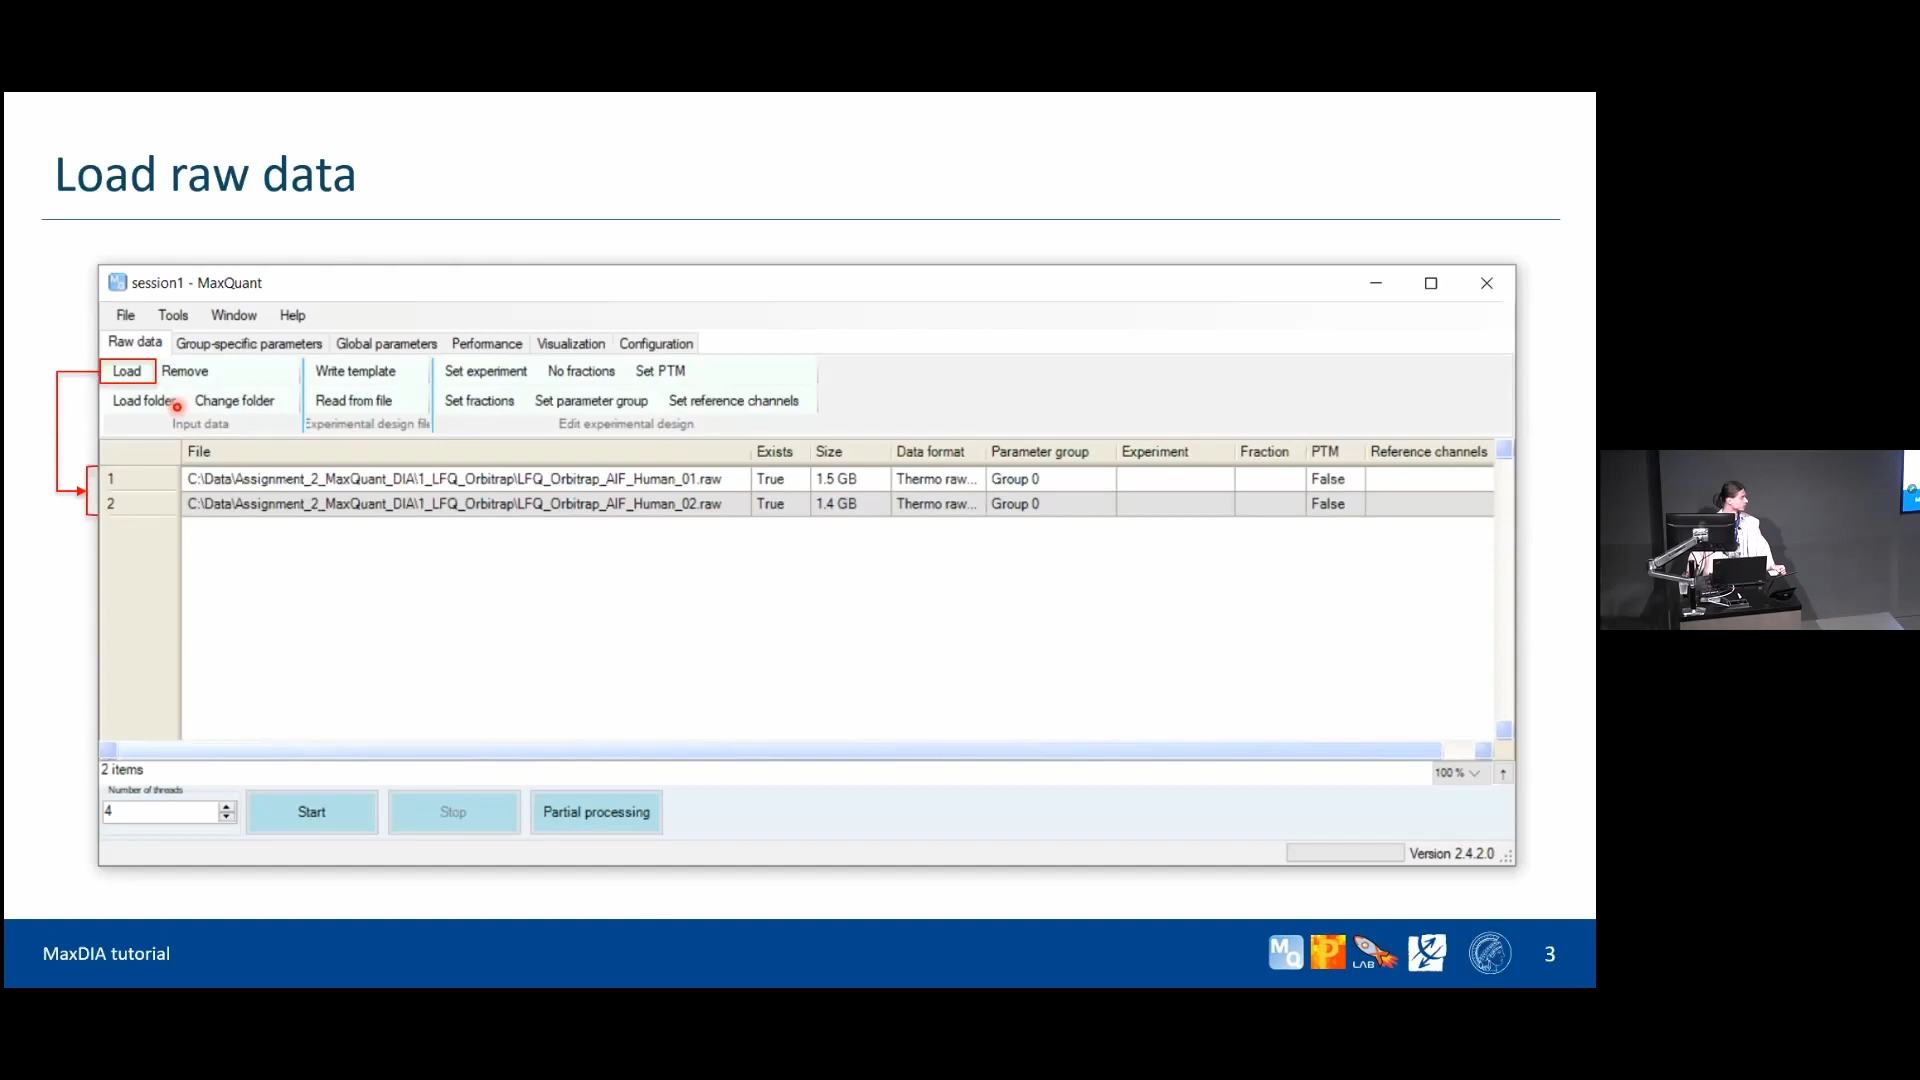 Load raw data
session1 - MaxQuant
File Tools Window Help
Raw data Group-specific parameters Global parameters Performance Visualization Configuration
Load Remove Write template Set experiment No fractions Set PTM
Load folder Change folder Read from file Set fractions Set parameter group Set reference channels
Input data Experimental design file Edit experimental design
File Exists Size Data format Parameter group Experiment Fraction PTM Reference channels
1 C:\Data\Assignment_2_MaxQuant_DIA\1_LFQ_Orbitrap\LFQ_Orbitrap_AIF_Human_01.raw True 1.5 GB Thermo raw... Group 0 False
2 C:\Data\Assignment_2_MaxQuant_DIA\1_LFQ_Orbitrap\LFQ_Orbitrap_AIF_Human_02.raw True 1.4 GB Thermo raw... Group 0 False
2 items
100 %
Number of threads
4 Start Stop Partial processing
Version 2.4.2.0
MaxDIA tutorial
MQ P LAB
3